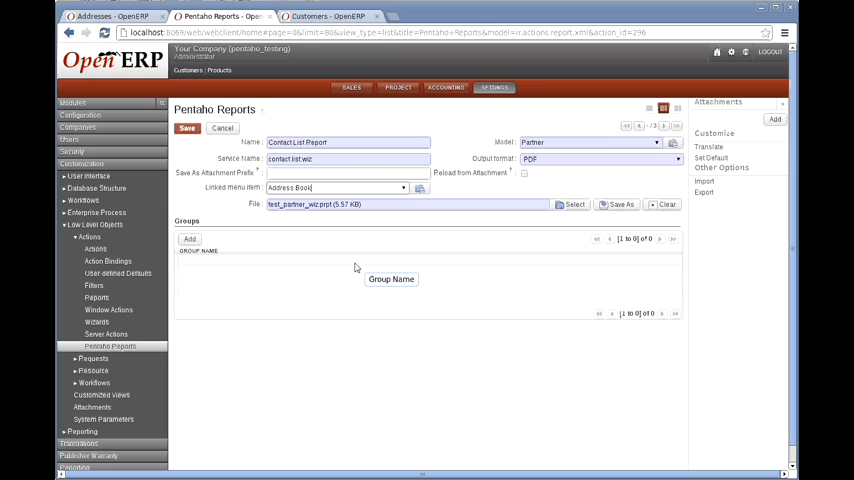 Addresses - OpenERP
Pentaho Reports - Open
Customers - OpenERP
localhost:8069/web/webclient/home#page=0&limit=80&view_type=list&title=Pentaho+Reports&model=ir.actions.report.xml&action_id=296
Open ERP
Your Company (pentaho_testing)
Administrator
Customers Products
LOGOUT
SALES PROJECT ACCOUNTING SETTINGS
Modules
Configuration
Companies
Users
Security
Customization
User Interface
Database Structure
Workflows
Enterprise Process
Low Level Objects
Actions
Actions
Action Bindings
User-defined Defaults
Filters
Reports
Window Actions
Wizards
Server Actions
Pentaho Reports
Requests
Resource
Workflows
Customized Views
Attachments
System Parameters
Reporting
Translations
Publisher Warranty
Reporting
Pentaho Reports
Save Cancel
- / 3
Name : Contact List Report
Model : Partner
Service Name : contact.list.wiz
Output format : PDF
Save As Attachment Prefix ? :
Reload from Attachment ? :
Linked menu item : Address Book
File : test_partner_wiz.prpt (5.57 KB)
Select Save As Clear
Groups
Add
[1 to 0] of 0
GROUP NAME
Group Name
[1 to 0] of 0
Attachments
Add
Customize
Translate
Set Default
Other Options
Import
Export